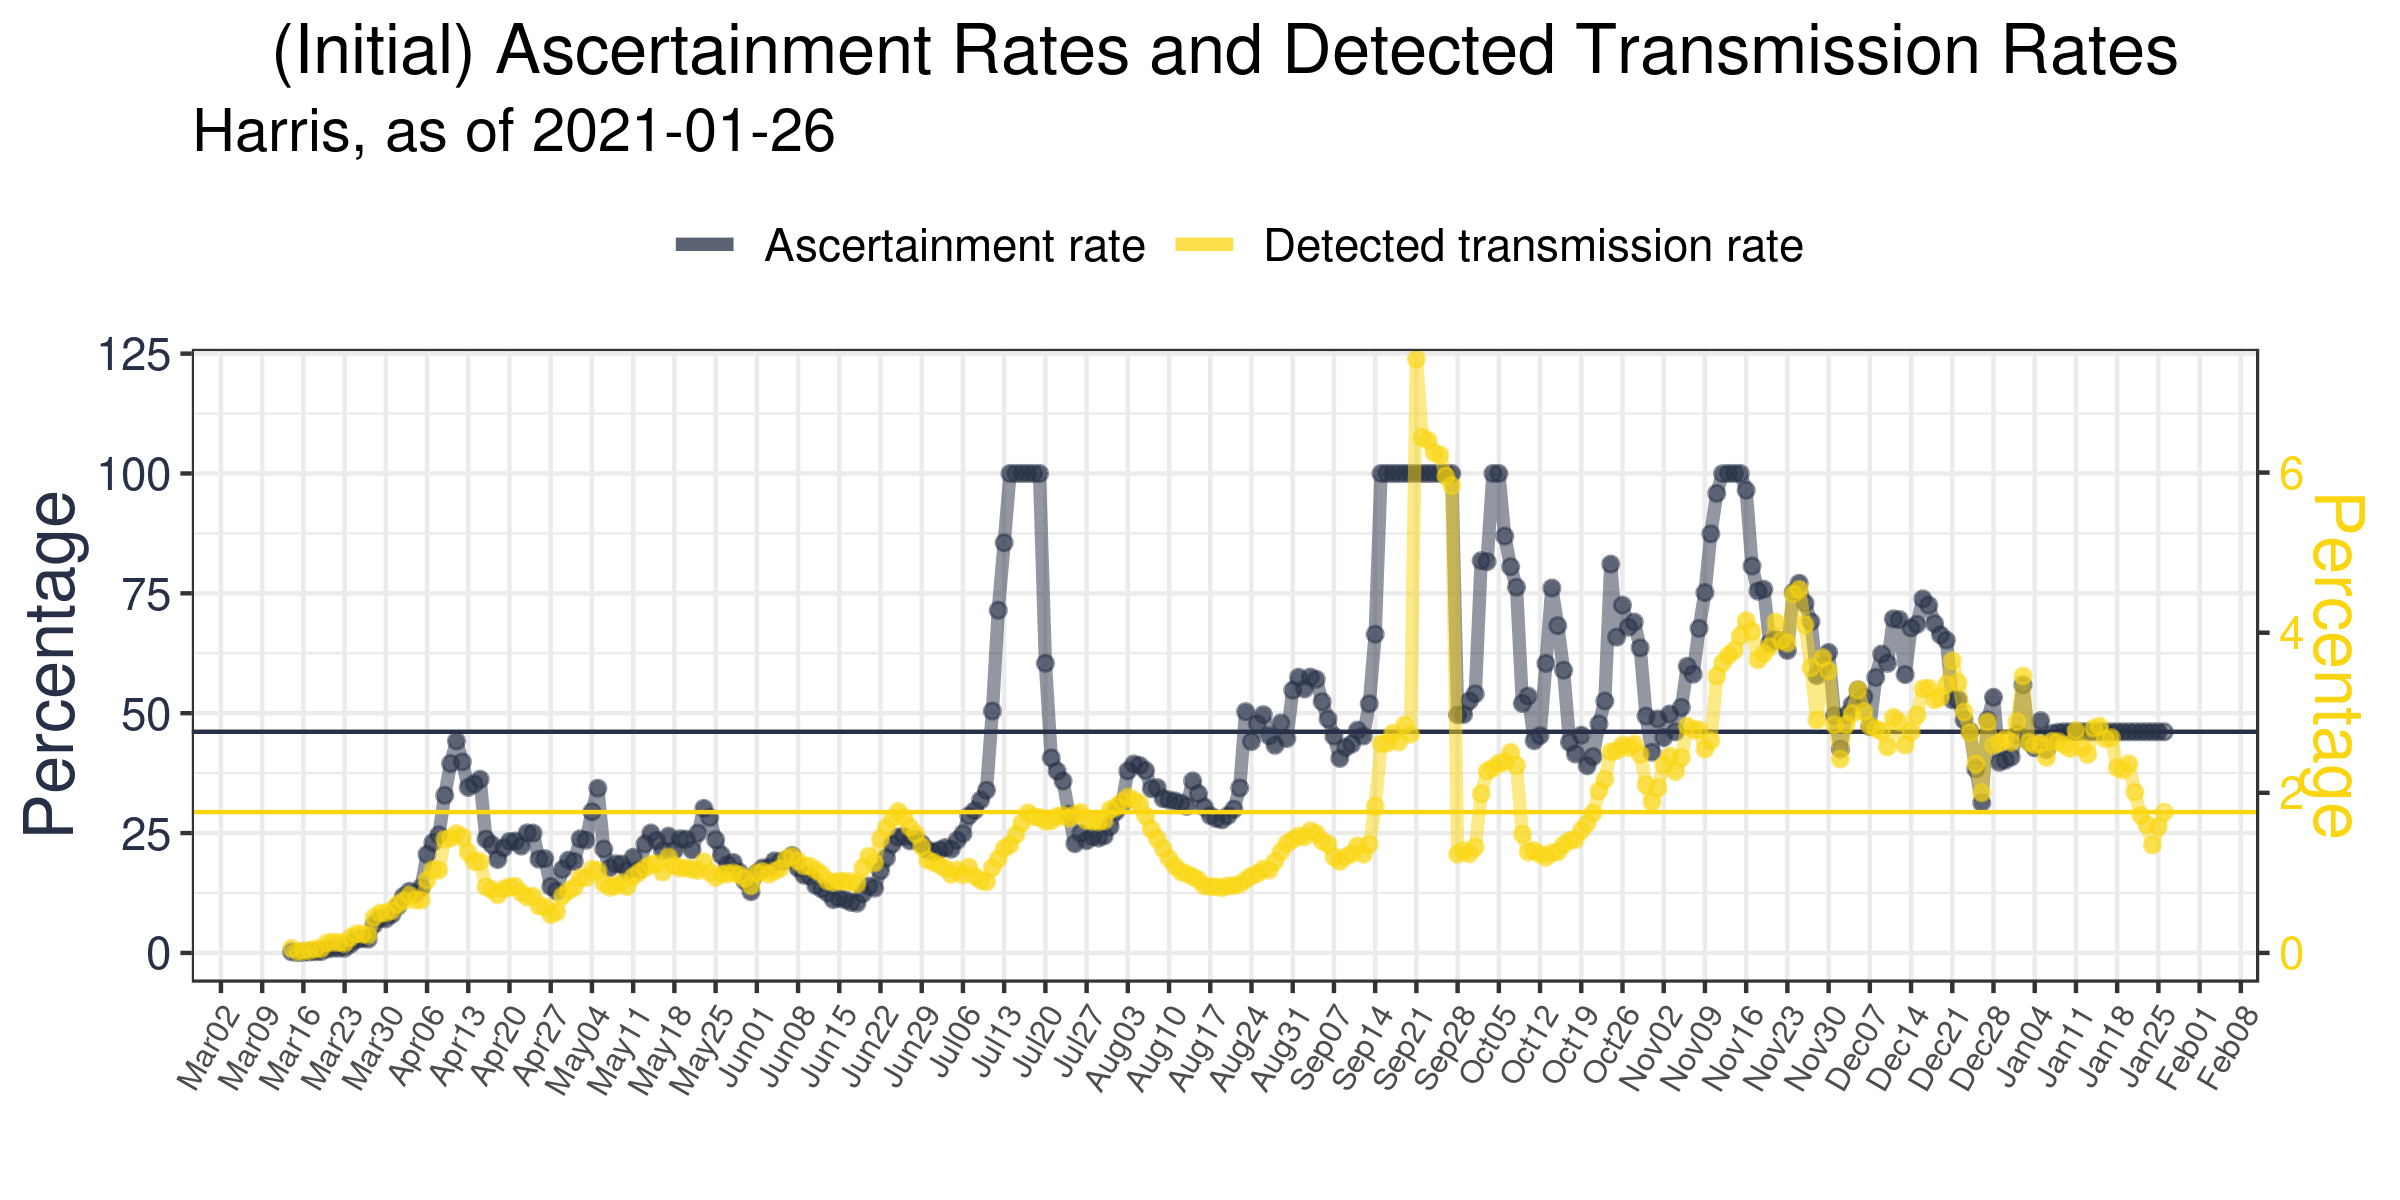 (Initial) Ascertainment Rates and Detected Transmission Rates
Harris, as of 2021-01-26
Ascertainment rate
Detected transmission rate
Percentage
125
100
75
50
25
0
6
4
2
0
Percentage
Mar02
Mar09
Mar16
Mar23
Mar30
Apr06
Apr13
Apr20
Apr27
May04
May11
May18
May25
Jun01
Jun08
Jun15
Jun22
Jun29
Jul06
Jul13
Jul20
Jul27
Aug03
Aug10
Aug17
Aug24
Aug31
Sep07
Sep14
Sep21
Sep28
Oct05
Oct12
Oct19
Oct26
Nov02
Nov09
Nov16
Nov23
Nov30
Dec07
Dec14
Dec21
Dec28
Jan04
Jan11
Jan18
Jan25
Feb01
Feb08